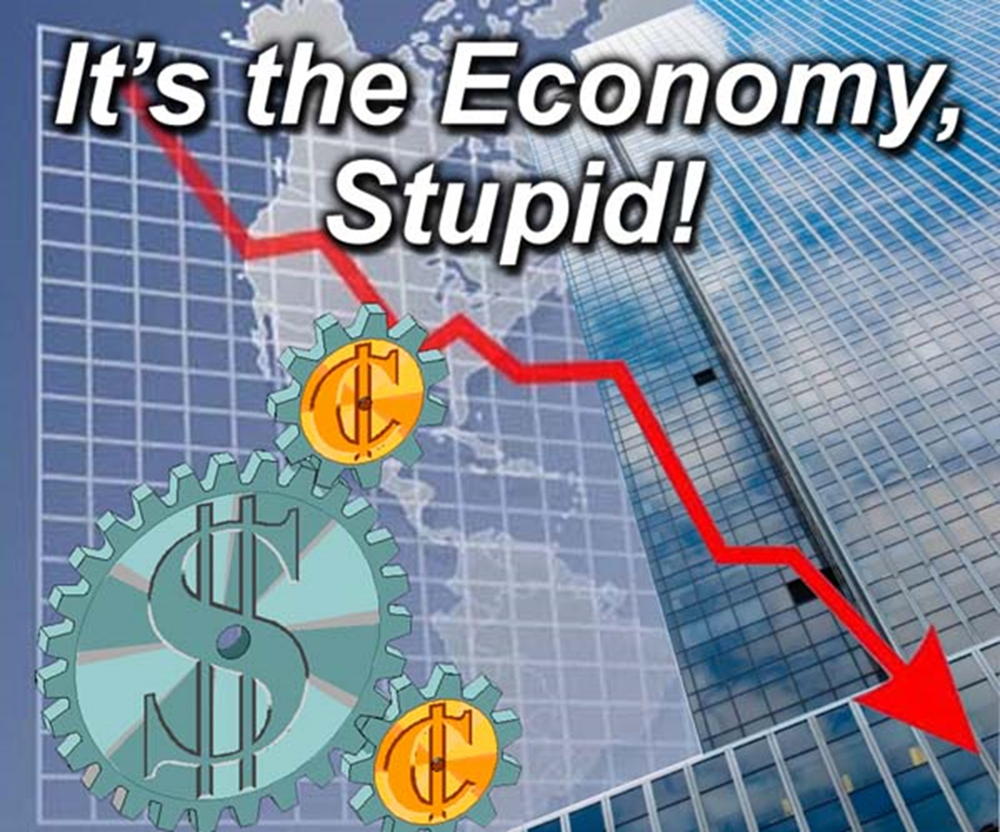 It’s the Economy,
Stupid!
₵
$
₵